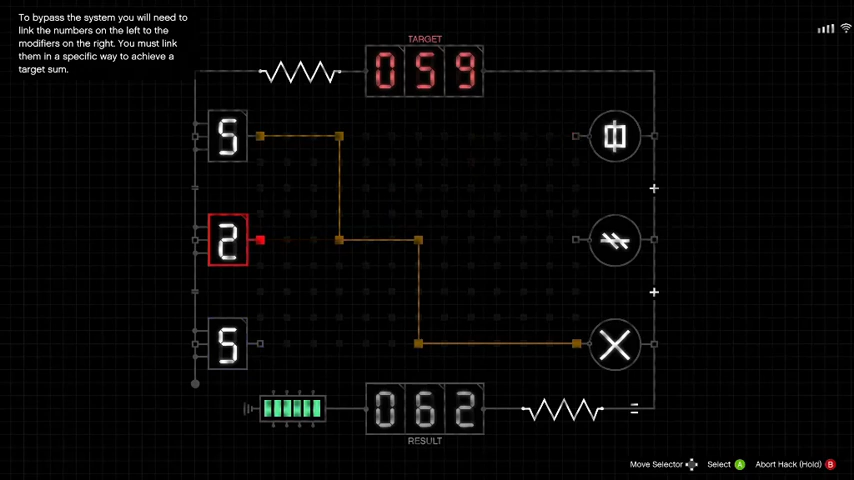 To bypass the system you will need to
link the numbers on the left to the
modifiers on the right. You must link
them in a specific way to achieve a
target sum.
TARGET
059
5
2
5
+
+
062
=
RESULT
Move Selector Select A Abort Hack (Hold) B